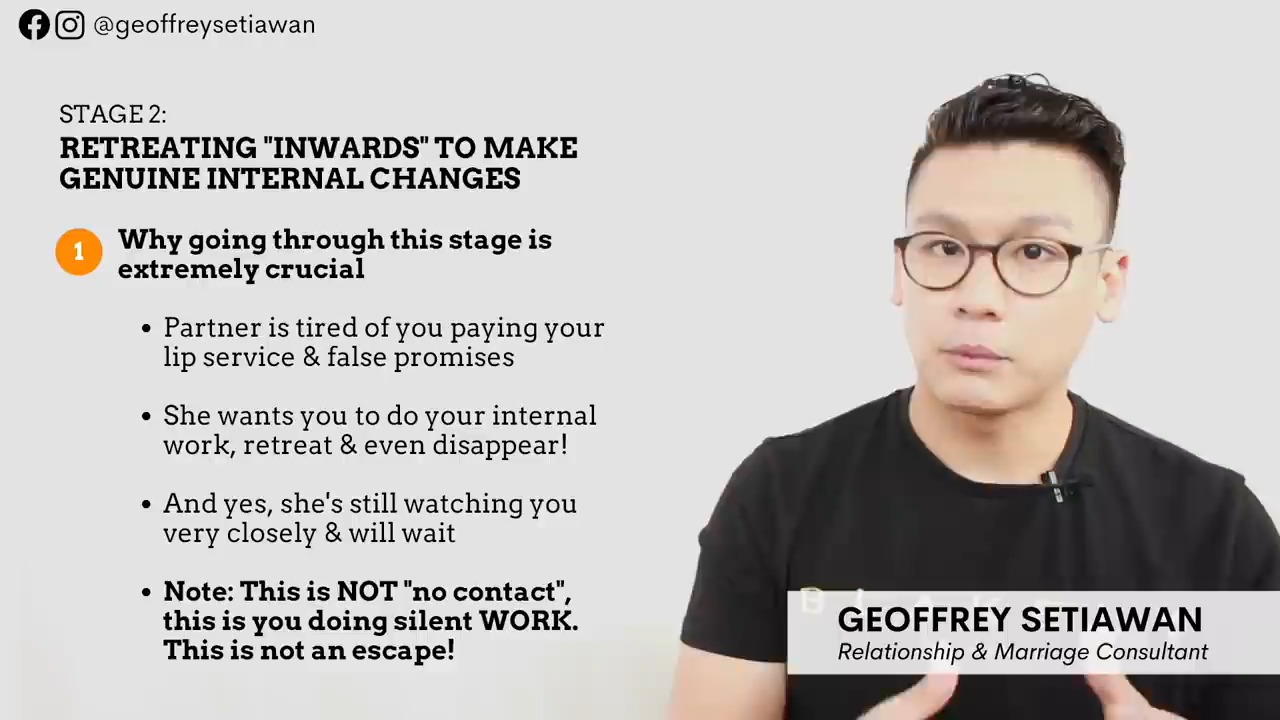 @geoffreysetiawan
STAGE 2:
RETREATING "INWARDS" TO MAKE
GENUINE INTERNAL CHANGES
1
Why going through this stage is
extremely crucial
• Partner is tired of you paying your
lip service & false promises
• She wants you to do your internal
work, retreat & even disappear!
• And yes, she's still watching you
very closely & will wait
• Note: This is NOT "no contact",
this is you doing silent WORK.
This is not an escape!
GEOFFREY SETIAWAN
Relationship & Marriage Consultant